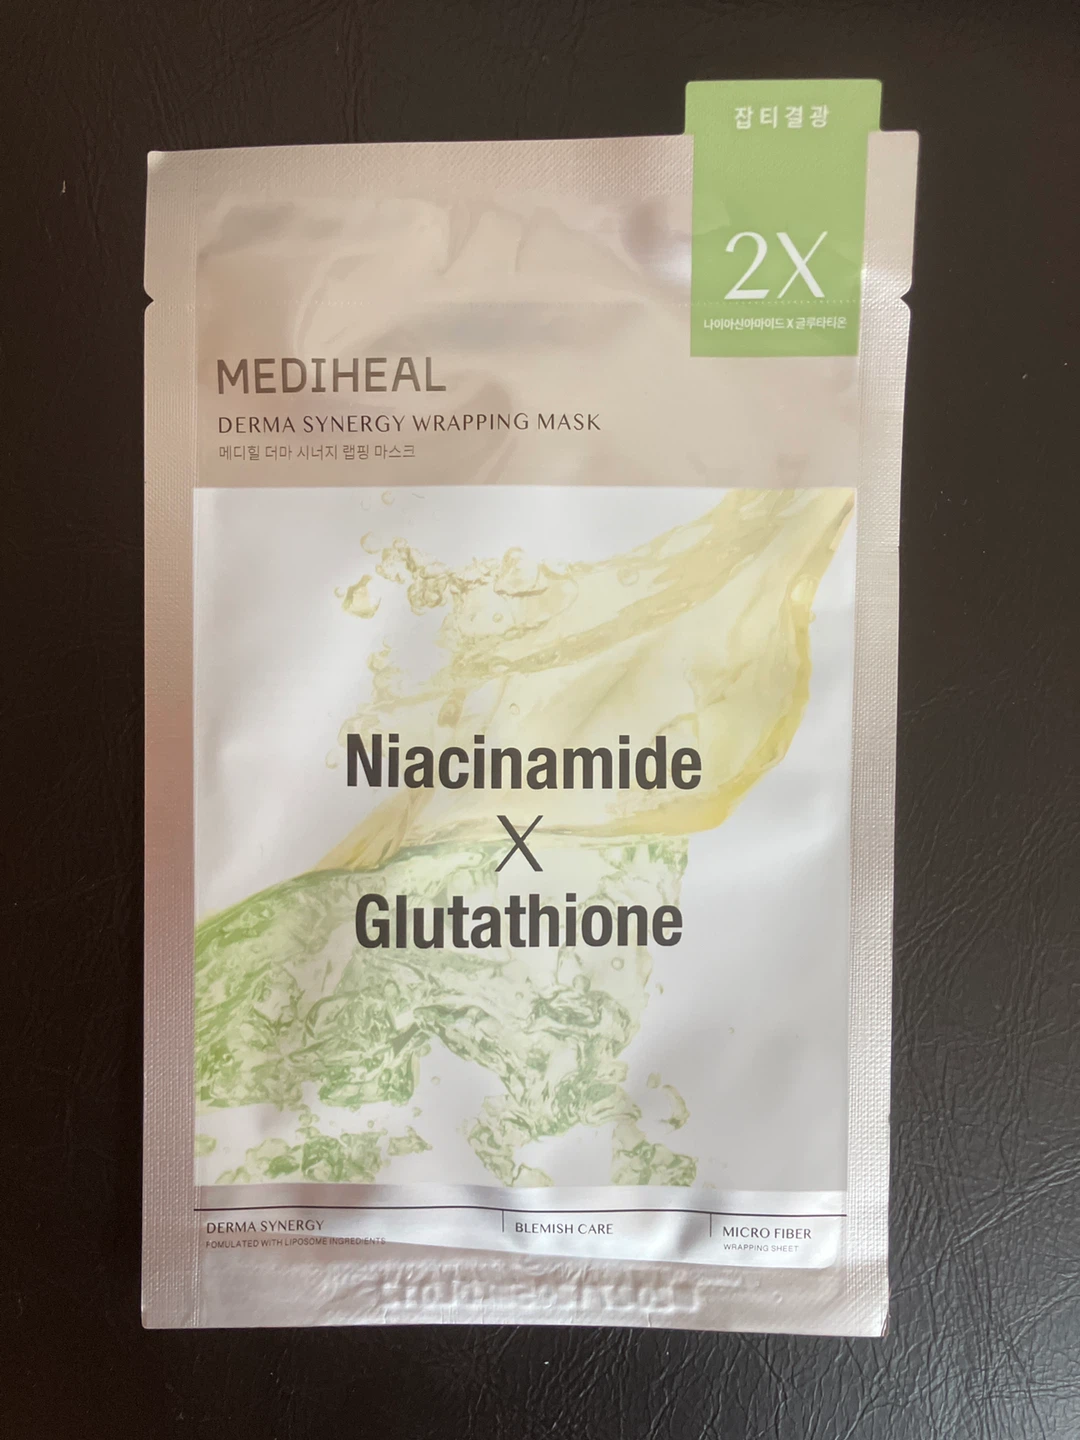 잡티결광
2X
나이아신아마이드 X 글루타티온
MEDIHEAL
DERMA SYNERGY WRAPPING MASK
메디힐 더마 시너지 랩핑 마스크
Niacinamide
X
Glutathione
DERMA SYNERGY
FOMULATED WITH LIPOSOME INGREDIENTS
BLEMISH CARE
MICRO FIBER
WRAPPING SHEET